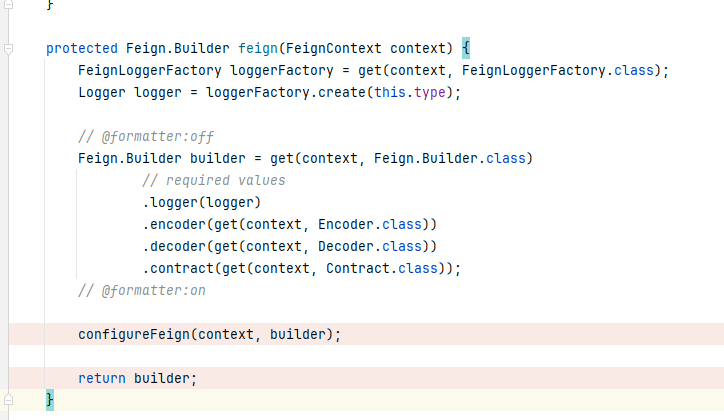 }
protected Feign.Builder feign(FeignContext context) {
FeignLoggerFactory loggerFactory = get(context, FeignLoggerFactory.class);
Logger logger = loggerFactory.create(this.type);
// @formatter:off
Feign.Builder builder = get(context, Feign.Builder.class)
// required values
.logger(logger)
.encoder(get(context, Encoder.class))
.decoder(get(context, Decoder.class))
.contract(get(context, Contract.class));
// @formatter:on
configureFeign(context, builder);
return builder;
}